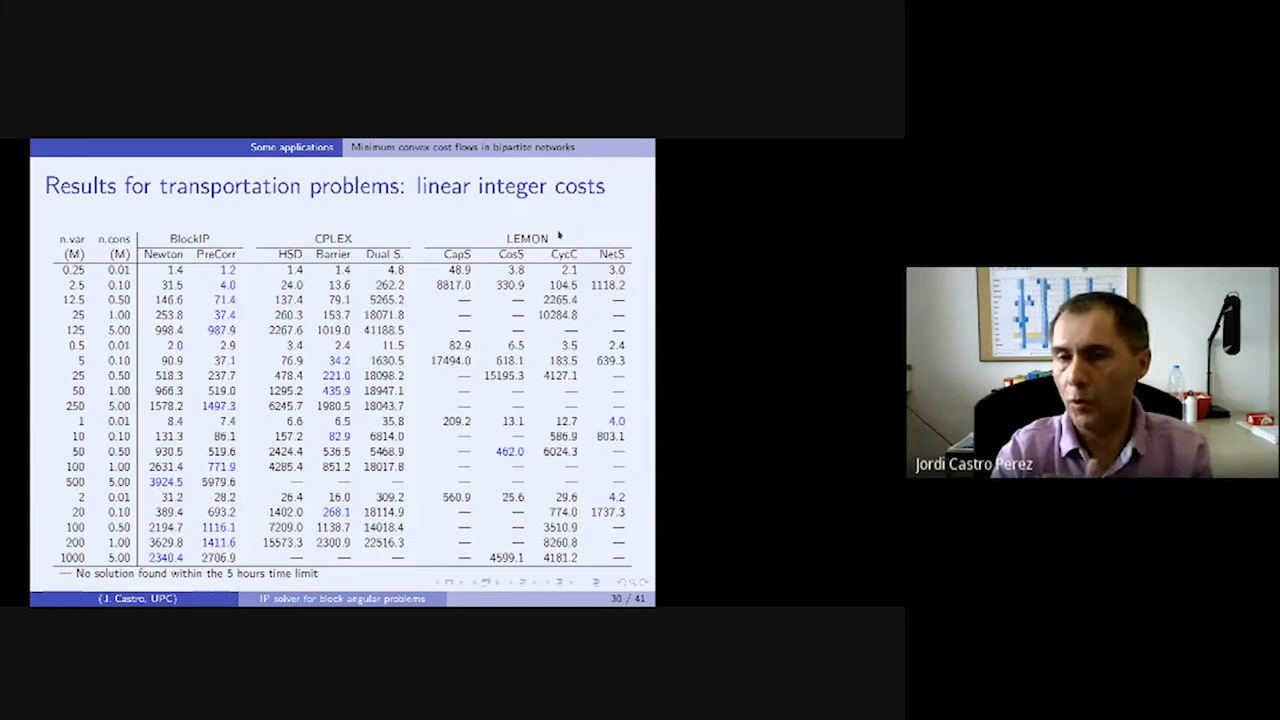 Some applications Minimum convex cost flows in bipartite networks
Results for transportation problems: linear integer costs
n.var n.cons BlockIP CPLEX LEMON
(M) (M) Newton PreCorr HSD Barrier Dual S. CapS CosS CycC NetS
0.25 0.01 1.4 1.2 1.4 1.4 4.8 48.9 3.8 2.1 3.0
2.5 0.10 31.5 4.0 24.0 13.6 262.2 8817.0 330.9 104.5 1118.2
12.5 0.50 146.6 71.4 137.4 79.1 5265.2 — — 2265.4 —
25 1.00 253.8 37.4 260.8 153.7 18071.8 — — 10284.8 —
125 5.00 998.4 987.9 2267.6 1019.0 41188.5 — — — —
0.5 0.01 2.0 2.9 3.4 2.4 11.5 82.9 6.5 3.5 2.4
5 0.10 90.9 37.1 76.9 34.2 1630.5 17494.0 618.1 183.5 639.3
25 0.50 518.3 237.7 478.4 221.0 18098.2 — 15195.3 4127.1 —
50 1.00 966.3 519.0 1295.2 435.9 18947.1 — — — —
250 5.00 1578.2 1497.3 6245.7 1980.5 18043.7 — — — —
1 0.01 8.4 7.4 6.6 6.5 35.8 209.2 13.1 12.7 4.0
10 0.10 131.3 86.1 157.2 82.9 6814.0 — — 586.9 803.1
50 0.50 930.5 519.6 2424.4 536.5 5468.9 — 462.0 6024.3 —
100 1.00 2631.4 771.9 4285.4 851.2 18017.8 — — — —
500 5.00 3924.5 5979.6 — — — — — — —
2 0.01 31.2 28.2 26.4 16.0 309.2 560.9 25.6 29.6 4.2
20 0.10 389.4 693.2 1402.0 268.1 18114.9 — — 774.0 1737.3
100 0.50 2194.7 1116.1 7209.0 1138.7 14018.4 — — 3510.9 —
200 1.00 3629.8 1411.6 15573.3 2300.9 22516.3 — — 8260.8 —
1000 5.00 2340.4 2706.9 — — — — 4599.1 4181.2 —
— No solution found within the 5 hours time limit
(J. Castro, UPC) IP solver for block angular problems 30 / 41
Jordi Castro Perez